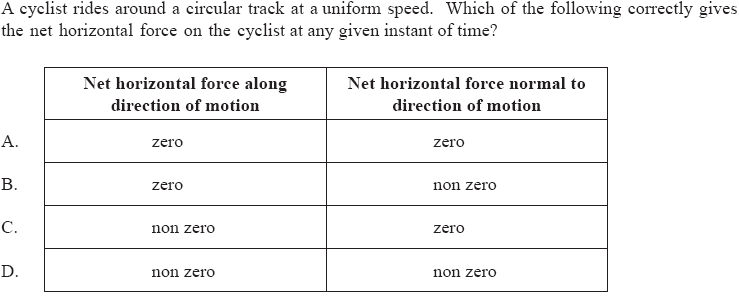 A cyclist rides around a circular track at a uniform speed. Which of the following correctly gives
the net horizontal force on the cyclist at any given instant of time?
Net horizontal force along Net horizontal force normal to
direction of motion direction of motion
A. zero zero
B. zero non zero
C. non zero zero
D. non zero non zero